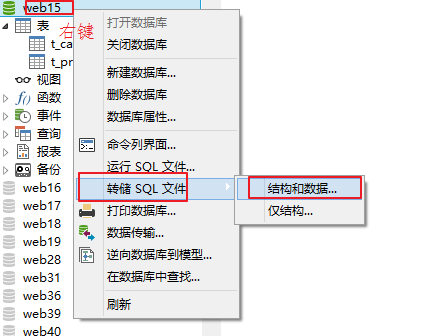 web15
右键
表
t_ca
t_pr
视图
函数
事件
查询
报表
备份
web16
web17
web18
web19
web28
web31
web36
web39
web40
打开数据库
关闭数据库
新建数据库...
删除数据库
数据库属性...
命令列界面...
运行 SQL 文件...
转储 SQL 文件
打印数据库...
数据传输...
逆向数据库到模型...
在数据库中查找...
刷新
结构和数据...
仅结构...